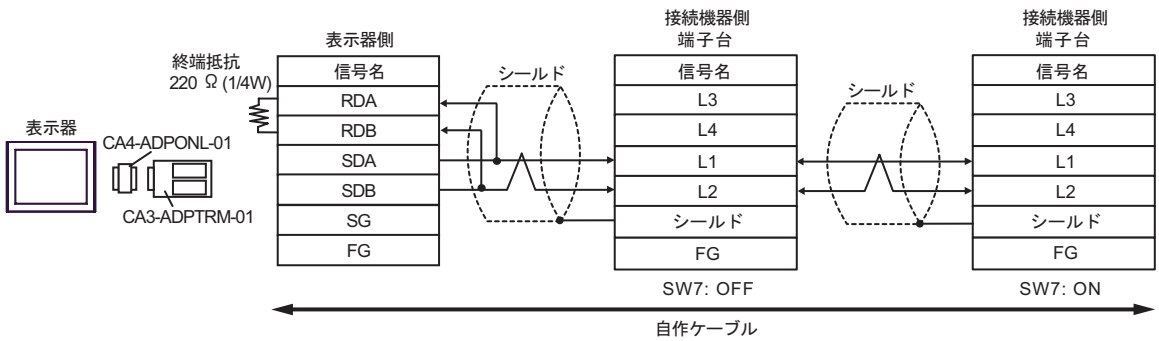 表示器
CA4-ADPONL-01
CA3-ADPTRM-01
終端抵抗
220 Ω (1/4W)
表示器側
信号名
RDA
RDB
SDA
SDB
SG
FG
シールド
接続機器側
端子台
信号名
L3
L4
L1
L2
シールド
FG
SW7: OFF
シールド
接続機器側
端子台
信号名
L3
L4
L1
L2
シールド
FG
SW7: ON
自作ケーブル